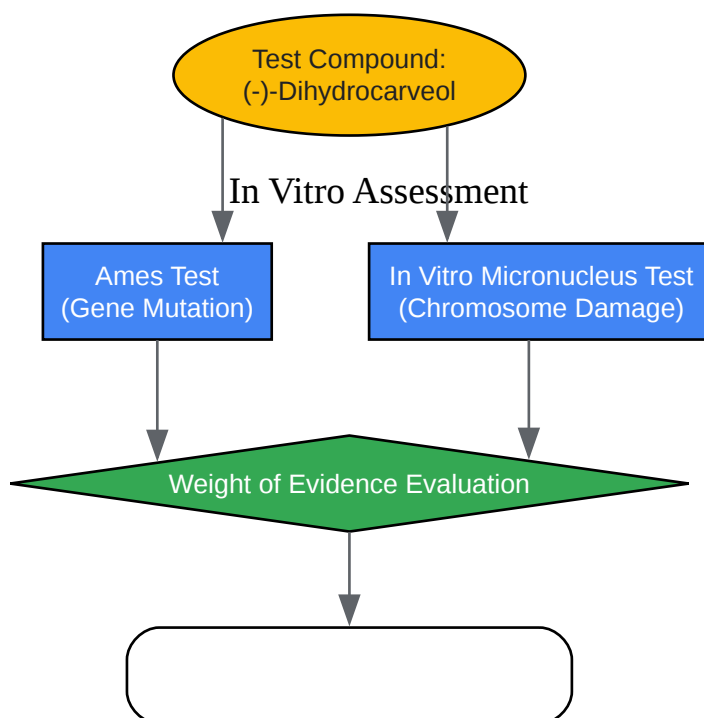 Test Compound:
(-)-Dihydrocarveol
In Vitro Assessment
Ames Test
(Gene Mutation)
In Vitro Micronucleus Test
(Chromosome Damage)
Weight of Evidence Evaluation